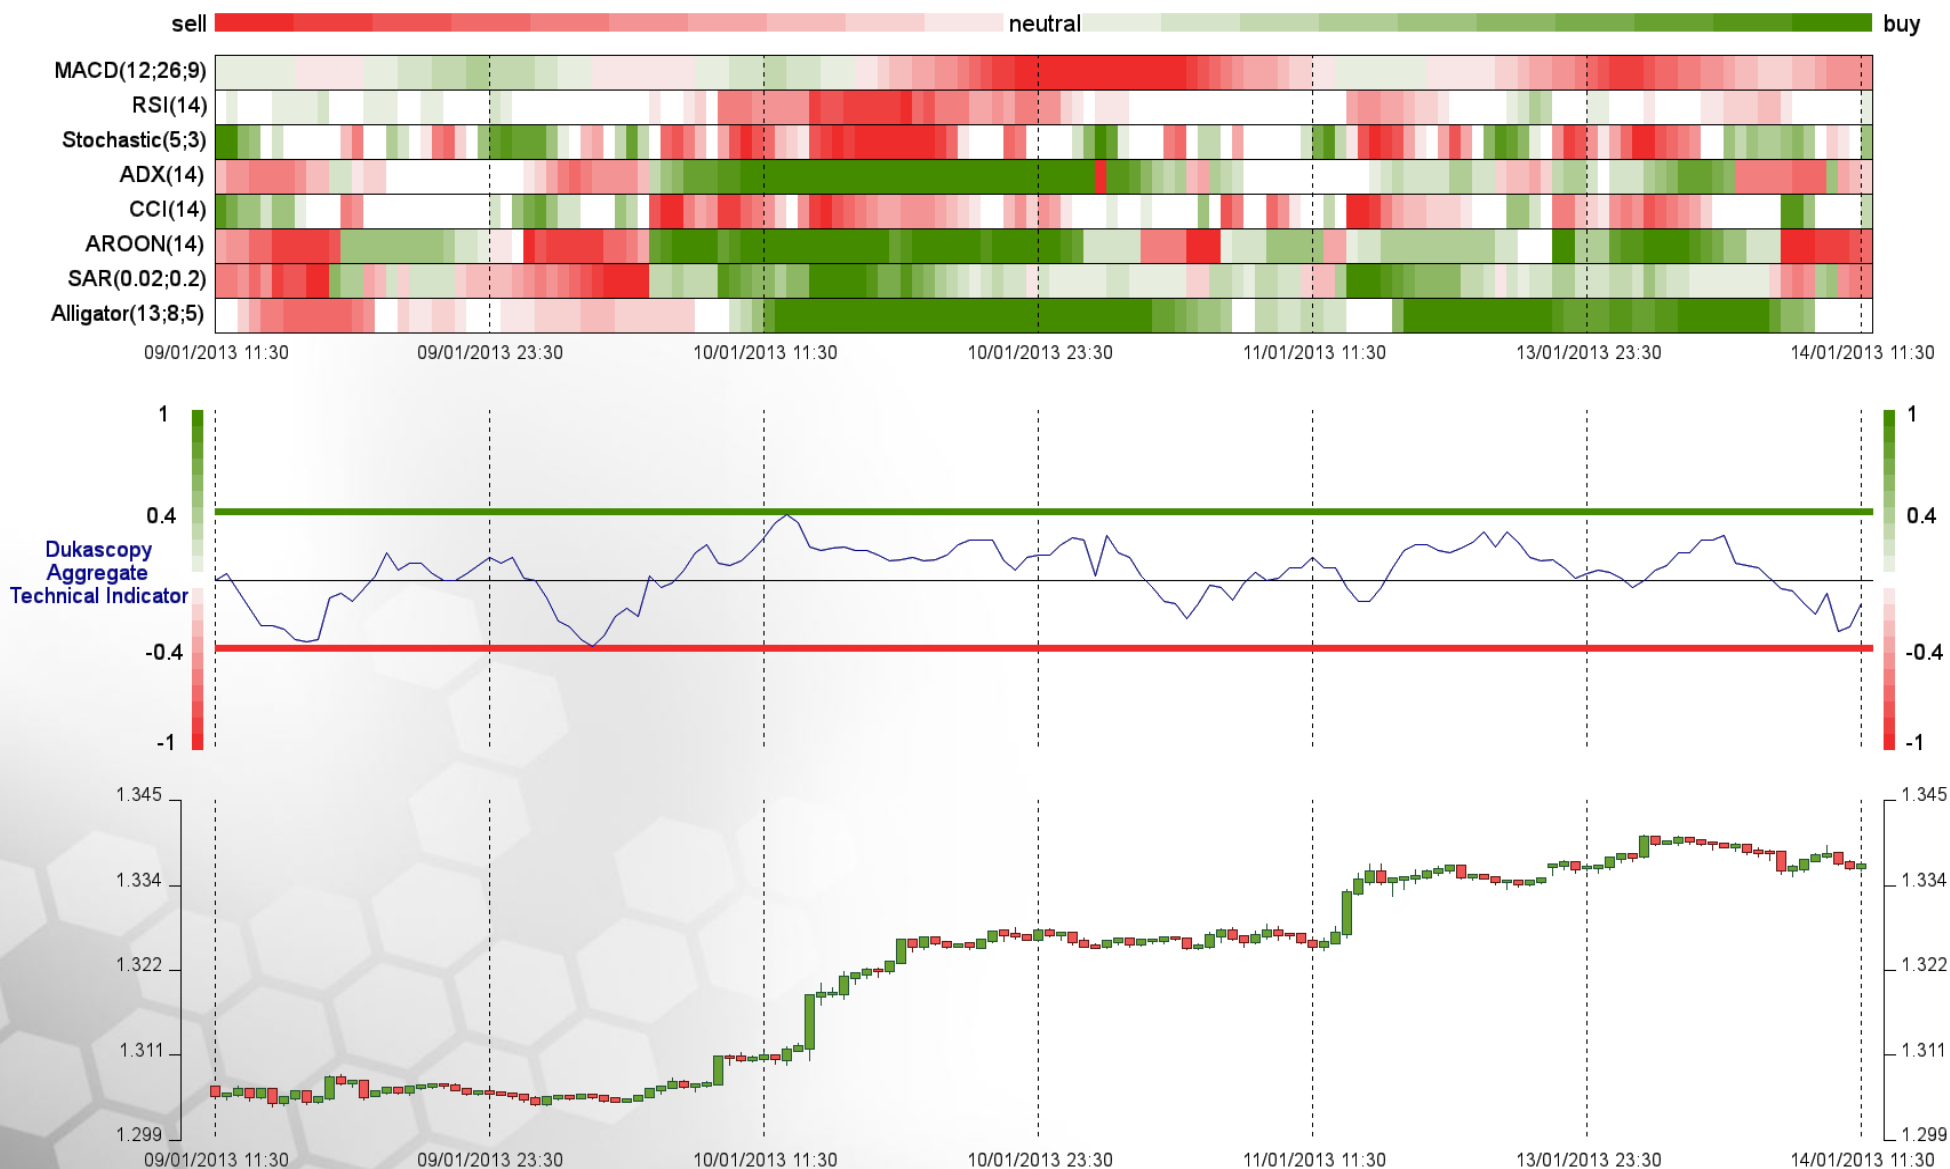 sell neutral buy
MACD(12;26;9)
RSI(14)
Stochastic(5;3)
ADX(14)
CCI(14)
AROON(14)
SAR(0.02;0.2)
Alligator(13;8;5)
09/01/2013 11:30 09/01/2013 23:30 10/01/2013 11:30 10/01/2013 23:30 11/01/2013 11:30 13/01/2013 23:30 14/01/2013 11:30
1 1
0.4 0.4
Dukascopy
Aggregate
Technical Indicator
-0.4 -0.4
-1 -1
1.345 1.345
1.334 1.334
1.322 1.322
1.311 1.311
1.299 1.299
09/01/2013 11:30 09/01/2013 23:30 10/01/2013 11:30 10/01/2013 23:30 11/01/2013 11:30 13/01/2013 23:30 14/01/2013 11:30